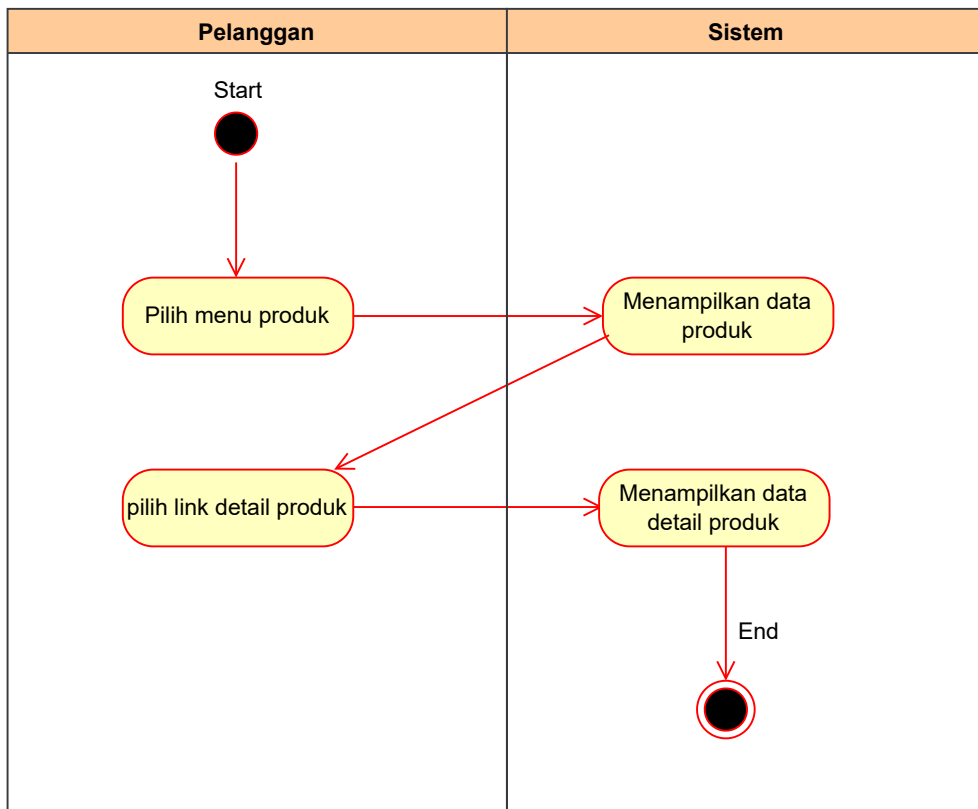 Pelanggan
Sistem
Start
Pilih menu produk
Menampilkan data
produk
pilih link detail produk
Menampilkan data
detail produk
End